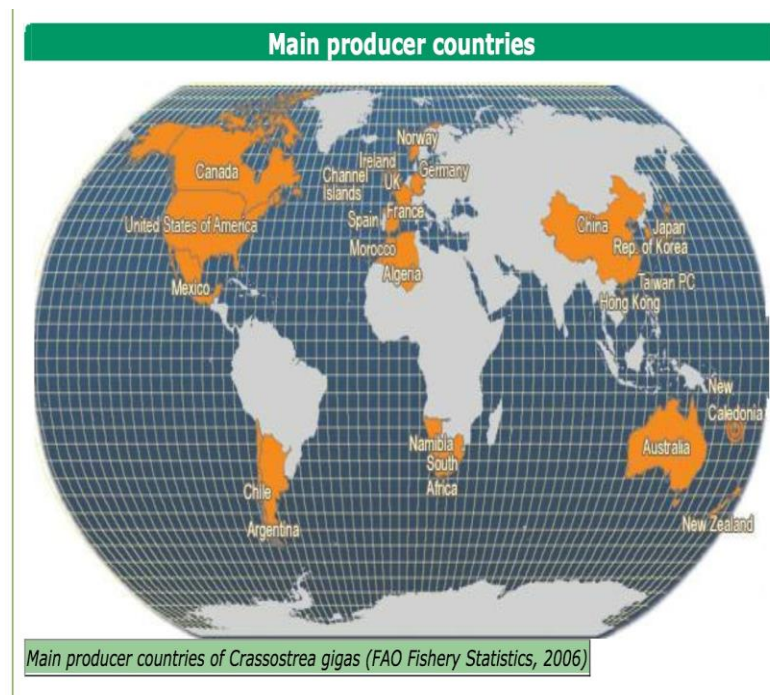 Main producer countries
Norway
Canada
Ireland
Channel
Islands
UK
Germany
United States of America
Spain
France
China
Japan
Rep. of Korea
Morocco
Algeria
Mexico
Taiwan PC
Hong Kong
New
Caledonia
Namibia
South
Africa
Australia
Chile
Argentina
New Zealand
Main producer countries of Crassostrea gigas (FAO Fishery Statistics, 2006)